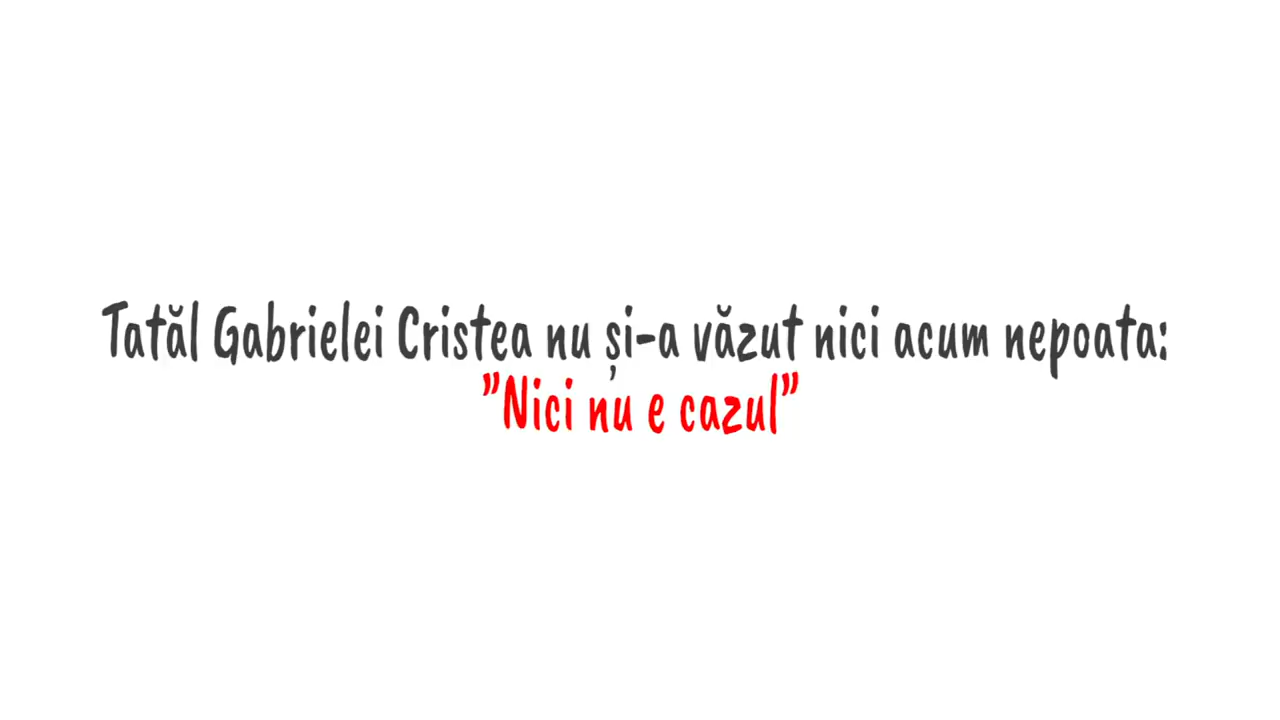 Tatăl Gabrielei Cristea nu și-a văzut nici acum nepoata:
”Nici nu e cazul”